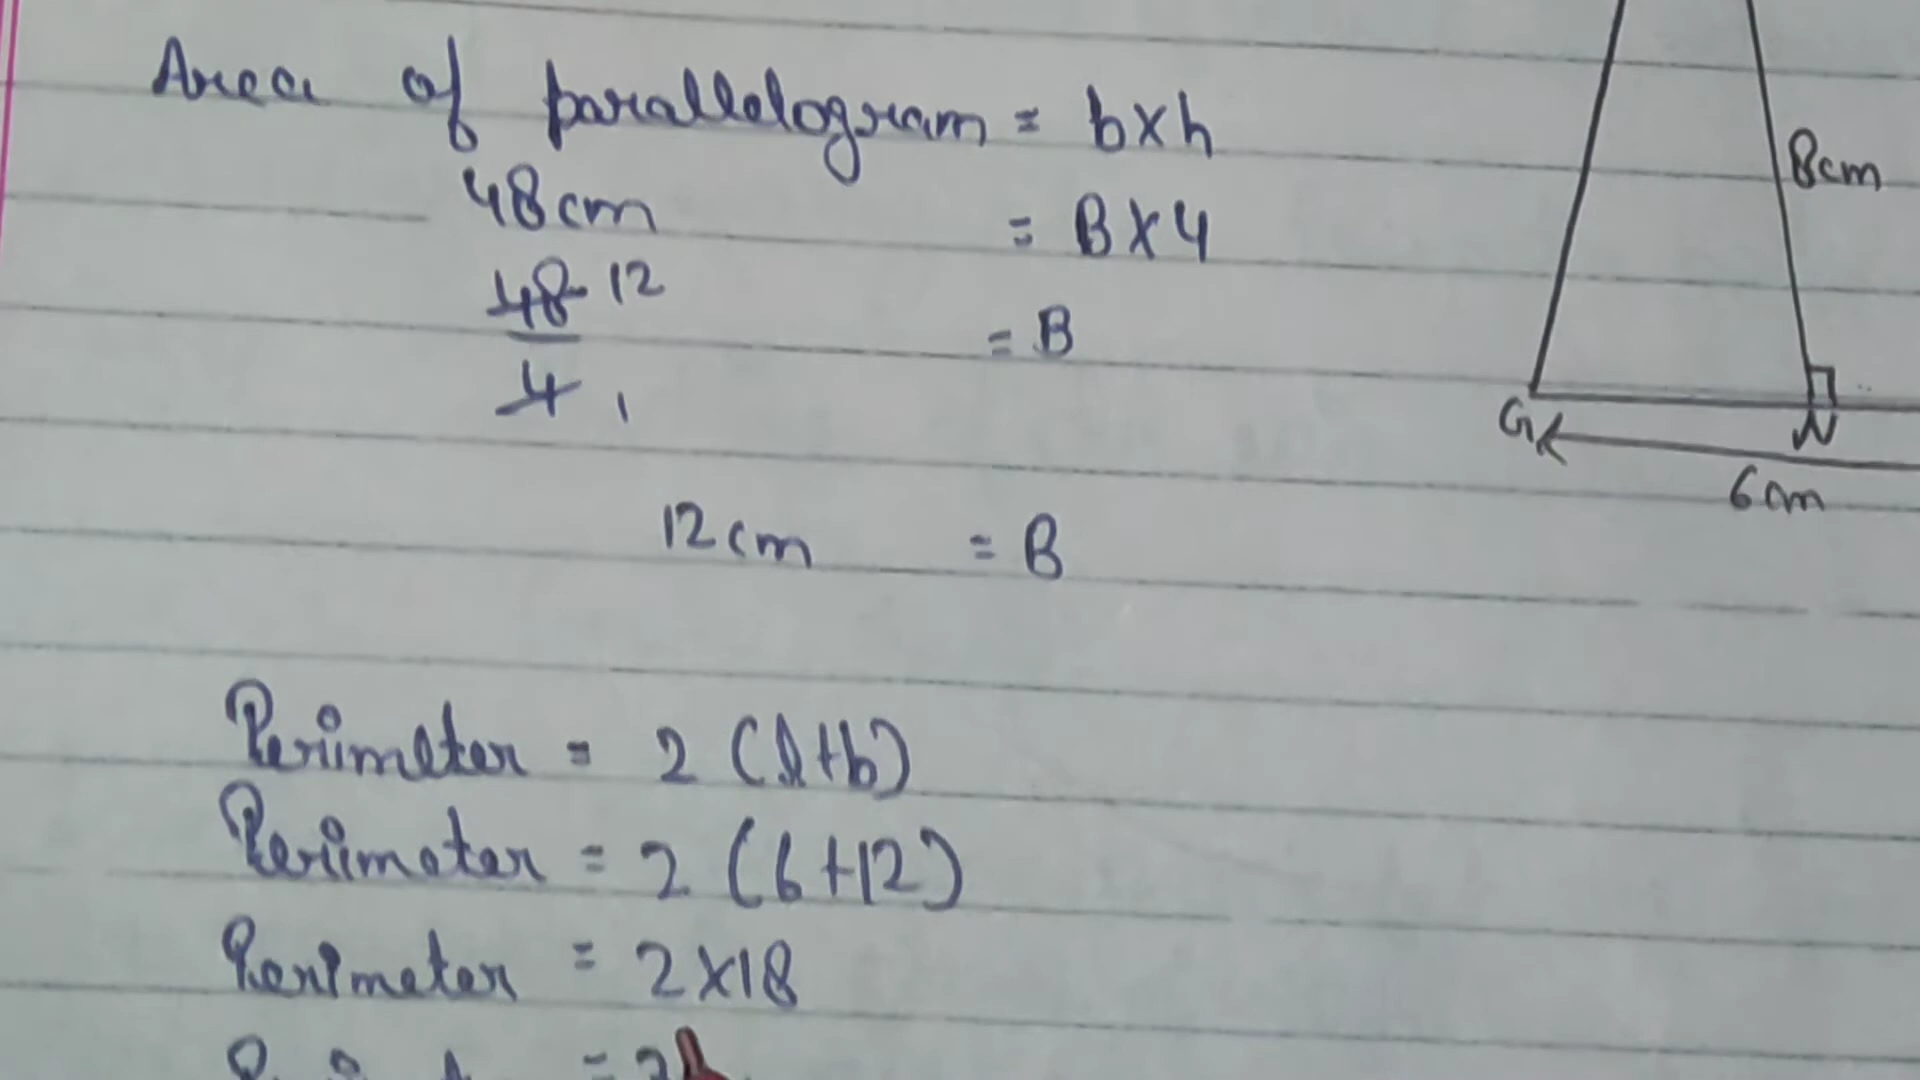 Area of parallelogram = b×h
48cm = B×4
48 12
= B
4 1
12cm = B
Perimeter = 2 (l+b)
Perimeter = 2 (6+12)
Perimeter = 2×18
8cm
G N
6cm